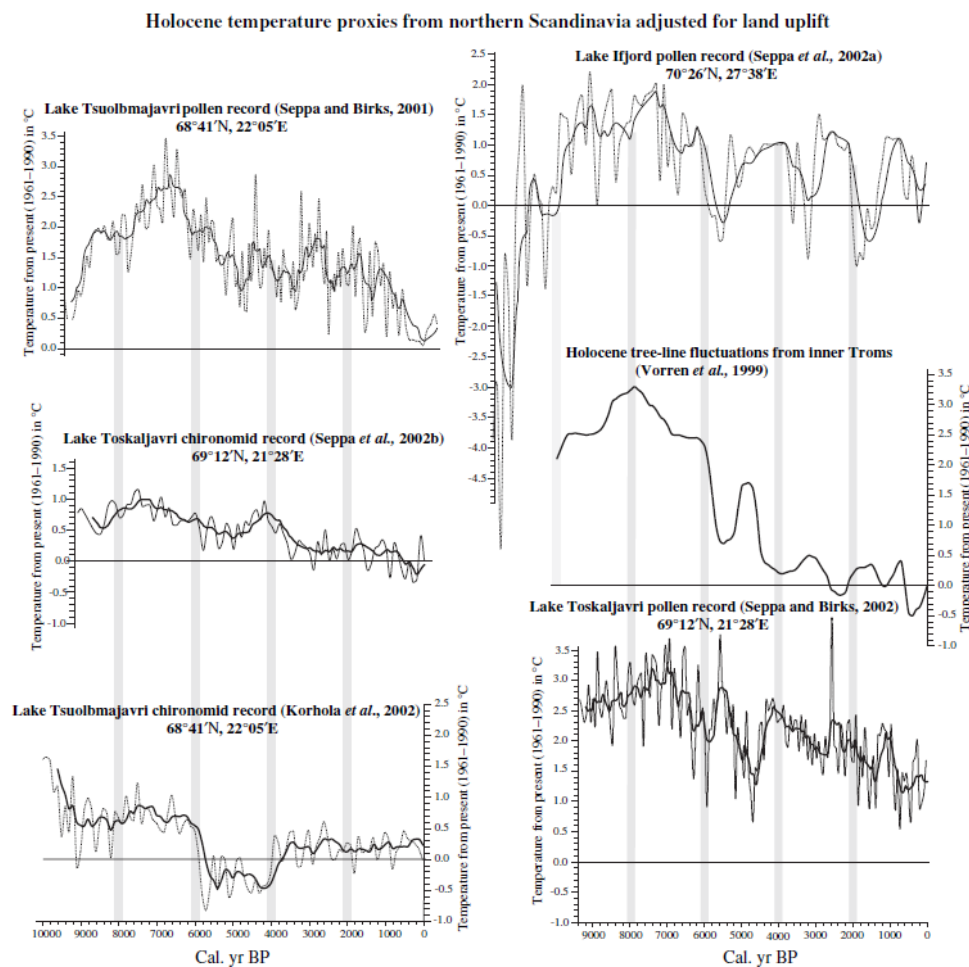 Holocene temperature proxies from northern Scandinavia adjusted for land uplift
Lake Tsuolbmajavri pollen record (Seppa and Birks, 2001)
68°41′N, 22°05′E
Temperature from present (1961–1990) in °C
3.5
3.0
2.5
2.0
1.5
1.0
0.5
0.0
Lake Toskaljavri chironomid record (Seppa et al., 2002b)
69°12′N, 21°28′E
Temperature from present (1961–1990) in °C
1.5
1.0
0.5
0.0
-0.5
-1.0
Lake Tsuolbmajavri chironomid record (Korhola et al., 2002)
68°41′N, 22°05′E
Temperature from present (1961–1990) in °C
2.5
2.0
1.5
1.0
0.5
0.0
-0.5
-1.0
10000 9000 8000 7000 6000 5000 4000 3000 2000 1000 0
Cal. yr BP
Lake Ifjord pollen record (Seppa et al., 2002a)
70°26′N, 27°38′E
Temperature from present (1961–1990) in °C
2.5
2.0
1.5
1.0
0.5
0.0
-0.5
-1.0
-1.5
-2.0
-2.5
-3.0
-3.5
-4.0
-4.5
Holocene tree-line fluctuations from inner Troms
(Vorren et al., 1999)
Temperature from present (1961–1990) in °C
3.5
3.0
2.5
2.0
1.5
1.0
0.5
0.0
-0.5
-1.0
Lake Toskaljavri pollen record (Seppa and Birks, 2002)
69°12′N, 21°28′E
Temperature from present (1961–1990) in °C
3.5
3.0
2.5
2.0
1.5
1.0
0.5
0.0
-0.5
-1.0
9000 8000 7000 6000 5000 4000 3000 2000 1000 0
Cal. yr BP